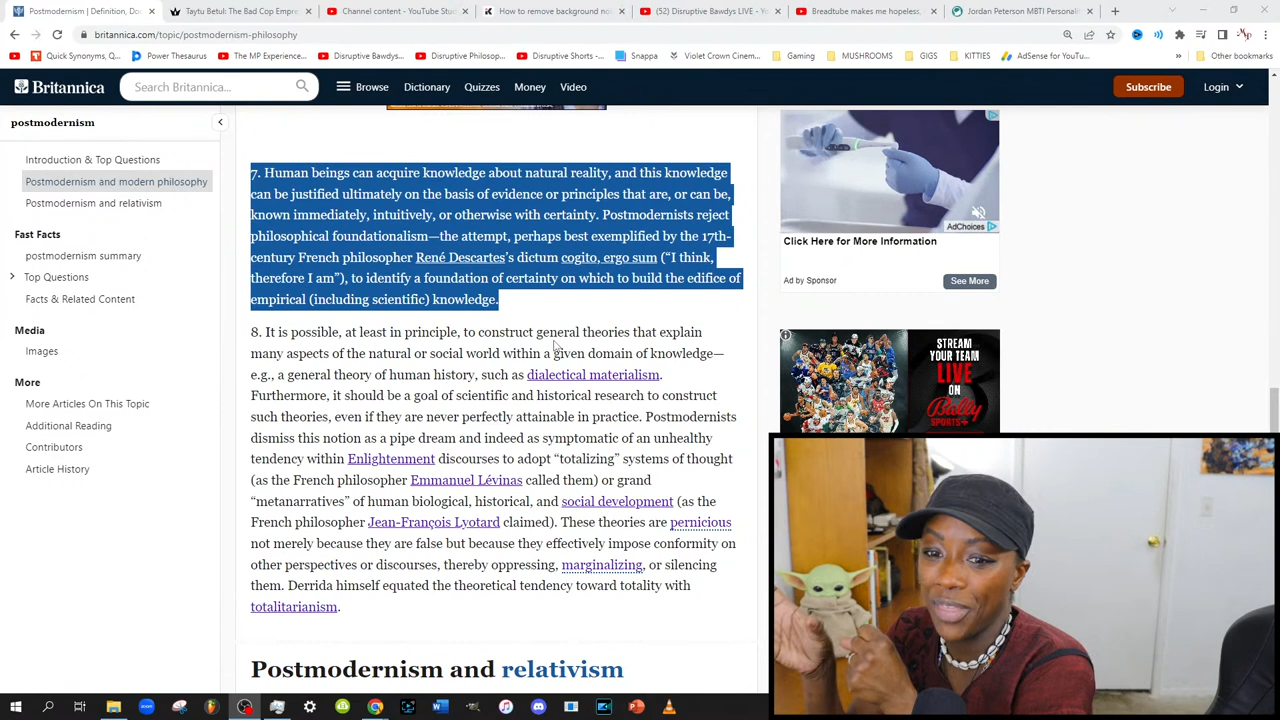 Postmodernism | Definition, Do
Taytu Betul: The Bad Cop Empre
Channel content - YouTube Stu
How to remove background no
(52) Disruptive Bawdys LIVE - Yo
Breadtube makes me hopeless,
Jordan Peterson MBTI Personali
britannica.com/topic/postmodernism-philosophy
Quick Synonym, Q...
Power Thesaurus
The MP Experience...
Disruptive Bawdys...
Disruptive Philosop...
Disruptive Shorts -...
Snappa
Violet Crown Cinem...
Gaming
MUSHROOMS
GIGS
KITTIES
AdSense for YouTu...
Other bookmarks
Britannica
Search Britannica...
Browse
Dictionary
Quizzes
Money
Video
Subscribe
Login
postmodernism
Introduction & Top Questions
Postmodernism and modern philosophy
Postmodernism and relativism
Fast Facts
postmodernism summary
Top Questions
Facts & Related Content
Media
Images
More
More Articles On This Topic
Additional Reading
Contributors
Article History
7. Human beings can acquire knowledge about natural reality, and this knowledge
can be justified ultimately on the basis of evidence or principles that are, or can be,
known immediately, intuitively, or otherwise with certainty. Postmodernists reject
philosophical foundationalism—the attempt, perhaps best exemplified by the 17th-
century French philosopher René Descartes's dictum cogito, ergo sum (“I think,
therefore I am”), to identify a foundation of certainty on which to build the edifice of
empirical (including scientific) knowledge.
8. It is possible, at least in principle, to construct general theories that explain
many aspects of the natural or social world within a given domain of knowledge—
e.g., a general theory of human history, such as dialectical materialism.
Furthermore, it should be a goal of scientific and historical research to construct
such theories, even if they are never perfectly attainable in practice. Postmodernists
dismiss this notion as a pipe dream and indeed as symptomatic of an unhealthy
tendency within Enlightenment discourses to adopt “totalizing” systems of thought
(as the French philosopher Emmanuel Lévinas called them) or grand
“metanarratives” of human biological, historical, and social development (as the
French philosopher Jean-François Lyotard claimed). These theories are pernicious
not merely because they are false but because they effectively impose conformity on
other perspectives or discourses, thereby oppressing, marginalizing, or silencing
them. Derrida himself equated the theoretical tendency toward totality with
totalitarianism.
Postmodernism and relativism
AdChoices
Click Here for More Information
Ad by Sponsor
See More
STREAM
YOUR TEAM
LIVE
ON
Bally
SPORTS+